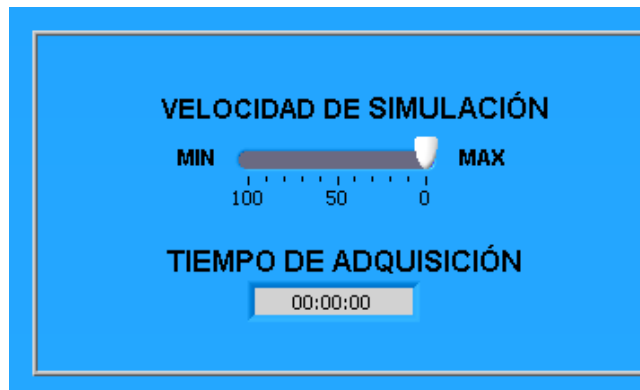 VELOCIDAD DE SIMULACIÓN
MIN MAX
100 50 0
TIEMPO DE ADQUISICIÓN
00:00:00